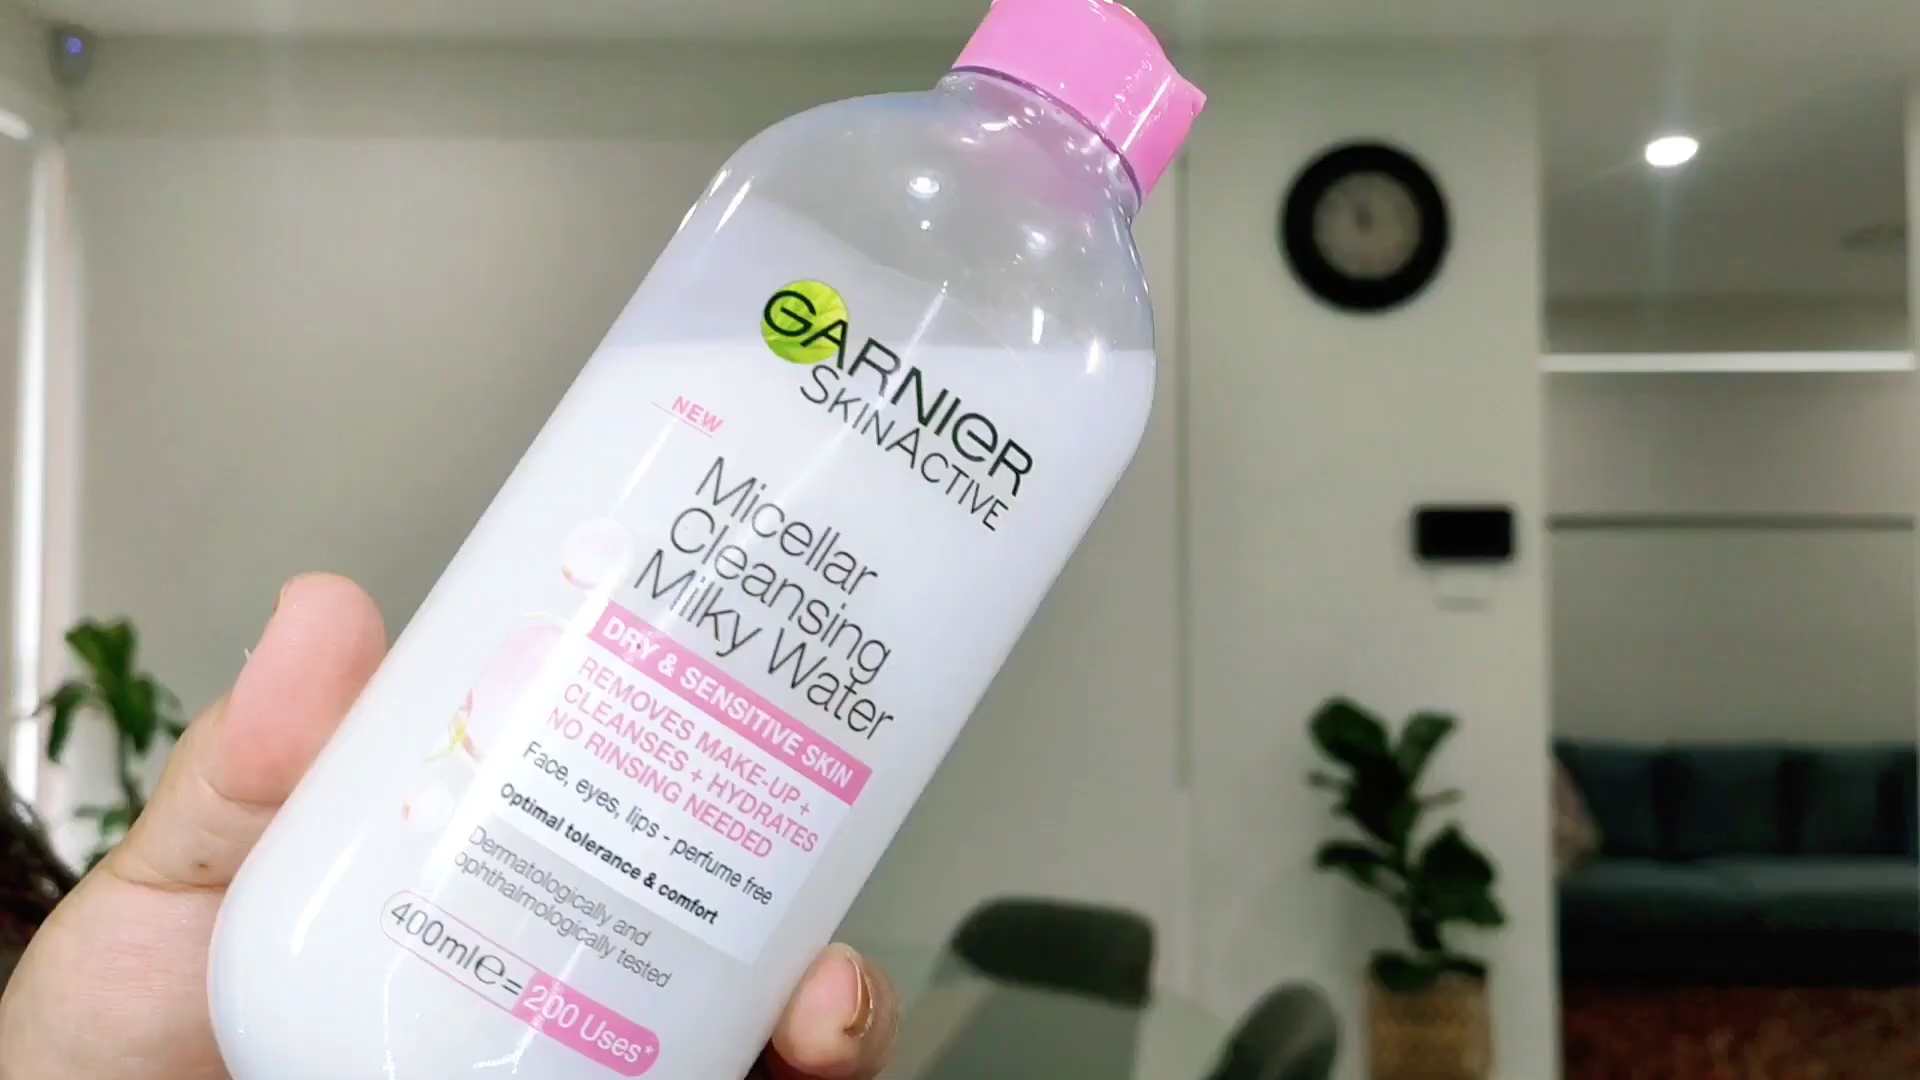 GARNIER
SKINACTIVE
NEW
Micellar
Cleansing
Milky Water
DRY & SENSITIVE SKIN
REMOVES MAKE-UP +
CLEANSES + HYDRATES
NO RINSING NEEDED
Face, eyes, lips - perfume free
Optimal tolerance & comfort
Dermatologically and
ophthalmologically tested
400ml℮ = 200 Uses*